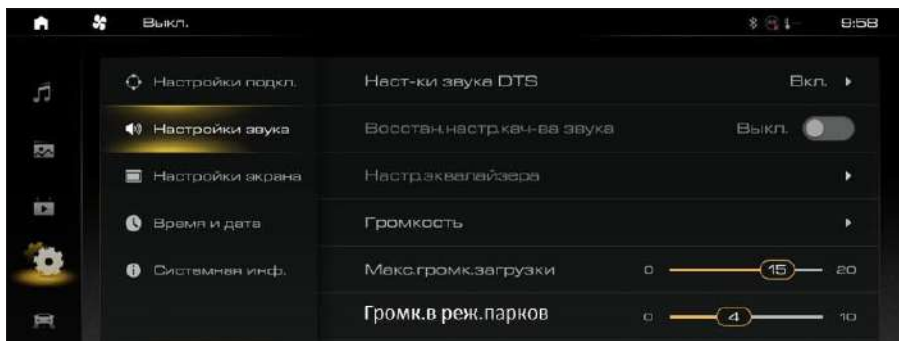 Выкл. 9:58
Настройки подкл.
Настройки звука
Настройки экрана
Время и дата
Системная инф.
Наст-ки звука DTS Вкл.
Восстан.настр.кач-ва звука Выкл.
Настр.эквалайзера
Громкость
Макс.громк.загрузки 0 15 20
Громк.в реж.парков 0 4 10